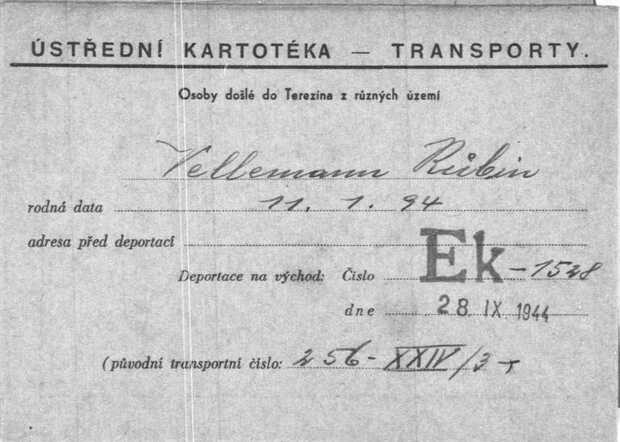 ÚSTŘEDNÍ KARTOTÉKA — TRANSPORTY.
Osoby došlé do Terezína z různých území
Vellemann Rubin
rodná data 11. 1. 94
adresa před deportací
Deportace na východ: Číslo Ek-1528
dne 28. IX. 1944
(původní transportní číslo: 256-XXIV/3